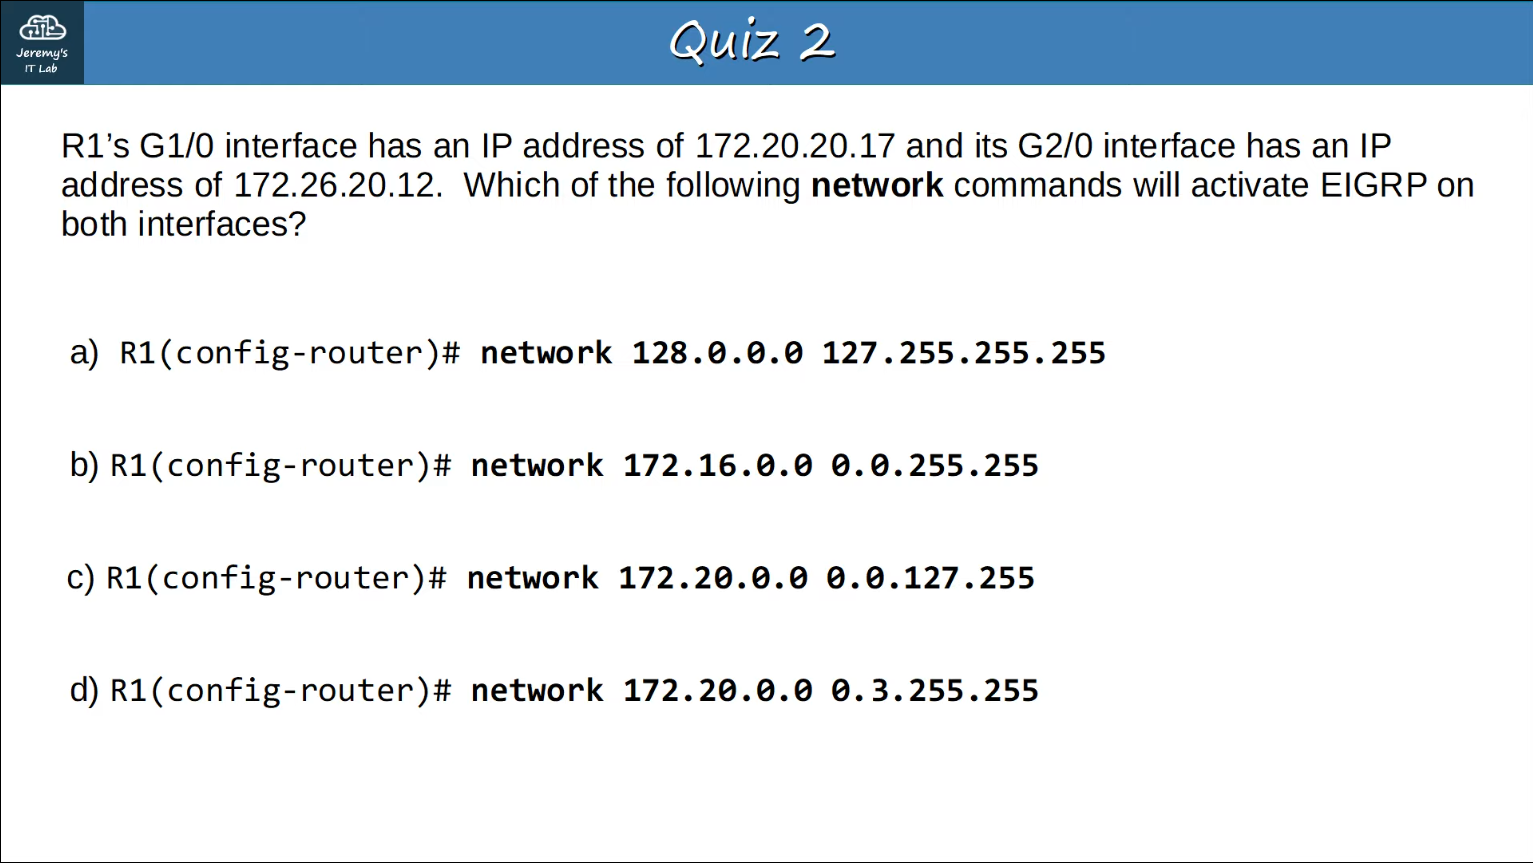 Jeremy's
IT Lab
Quiz 2
R1’s G1/0 interface has an IP address of 172.20.20.17 and its G2/0 interface has an IP
address of 172.26.20.12.  Which of the following network commands will activate EIGRP on
both interfaces?
a) R1(config-router)# network 128.0.0.0 127.255.255.255
b) R1(config-router)# network 172.16.0.0 0.0.255.255
c) R1(config-router)# network 172.20.0.0 0.0.127.255
d) R1(config-router)# network 172.20.0.0 0.3.255.255